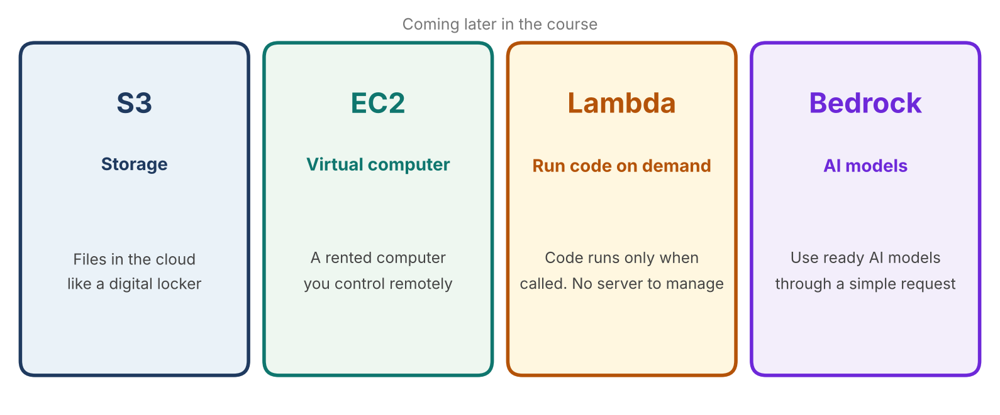 Coming later in the course
S3
Storage
Files in the cloud
like a digital locker
EC2
Virtual computer
A rented computer
you control remotely
Lambda
Run code on demand
Code runs only when
called. No server to manage
Bedrock
AI models
Use ready AI models
through a simple request